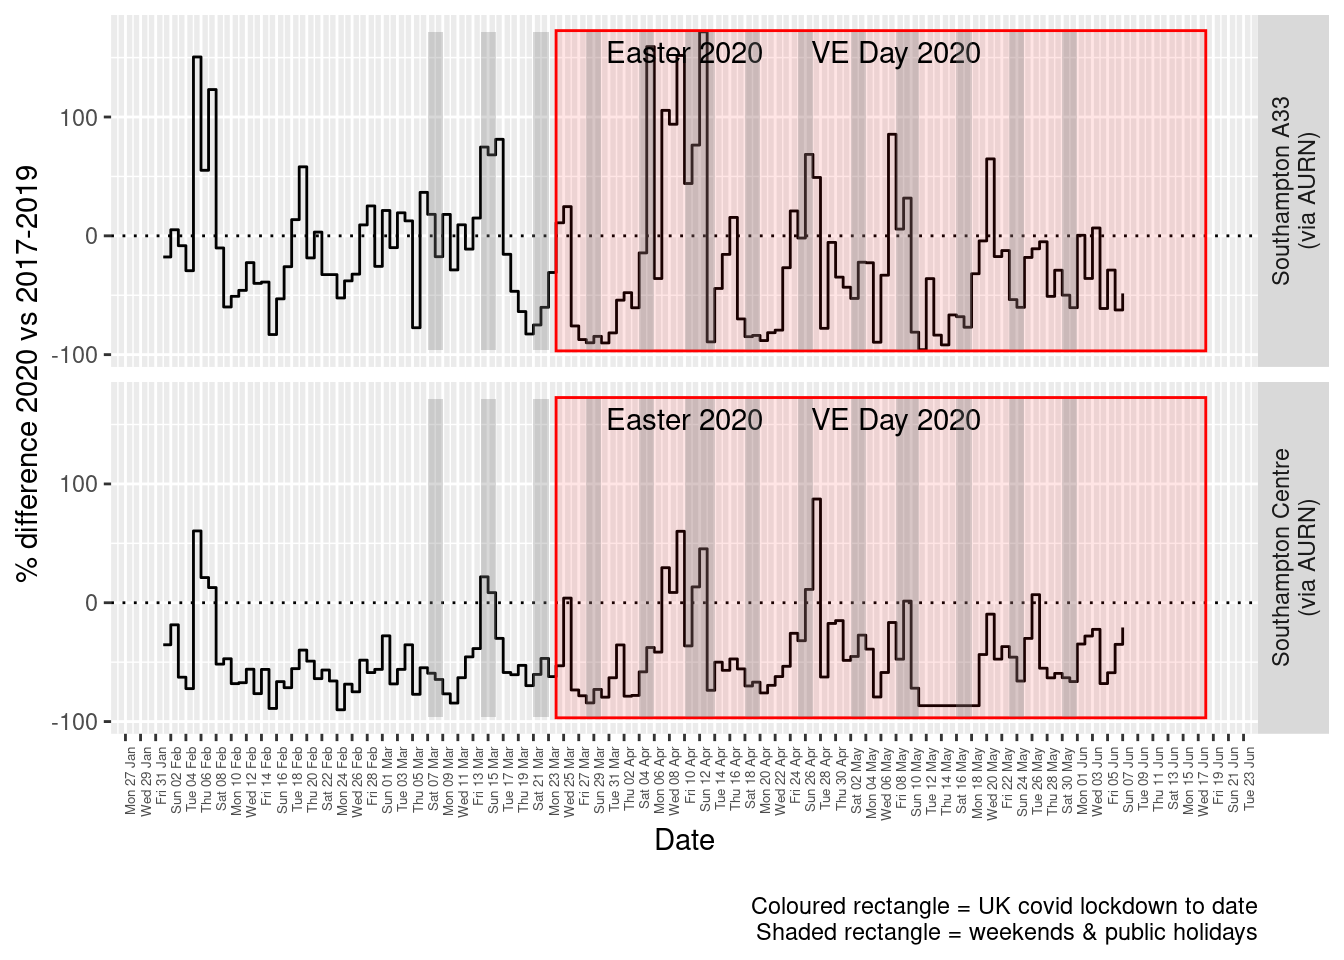 % difference 2020 vs 2017-2019
100
0
-100
Easter 2020
VE Day 2020
Southampton A33
(via AURN)
100
0
-100
Easter 2020
VE Day 2020
Southampton Centre
(via AURN)
Mon 27 Jan
Wed 29 Jan
Fri 31 Jan
Sun 02 Feb
Tue 04 Feb
Thu 06 Feb
Sat 08 Feb
Mon 10 Feb
Wed 12 Feb
Fri 14 Feb
Sun 16 Feb
Tue 18 Feb
Thu 20 Feb
Sat 22 Feb
Mon 24 Feb
Wed 26 Feb
Fri 28 Feb
Sun 01 Mar
Tue 03 Mar
Thu 05 Mar
Sat 07 Mar
Mon 09 Mar
Wed 11 Mar
Fri 13 Mar
Sun 15 Mar
Tue 17 Mar
Thu 19 Mar
Sat 21 Mar
Mon 23 Mar
Wed 25 Mar
Fri 27 Mar
Sun 29 Mar
Tue 31 Mar
Thu 02 Apr
Sat 04 Apr
Mon 06 Apr
Wed 08 Apr
Fri 10 Apr
Sun 12 Apr
Tue 14 Apr
Thu 16 Apr
Sat 18 Apr
Mon 20 Apr
Wed 22 Apr
Fri 24 Apr
Sun 26 Apr
Tue 28 Apr
Thu 30 Apr
Sat 02 May
Mon 04 May
Wed 06 May
Fri 08 May
Sun 10 May
Tue 12 May
Thu 14 May
Sat 16 May
Mon 18 May
Wed 20 May
Fri 22 May
Sun 24 May
Tue 26 May
Thu 28 May
Sat 30 May
Mon 01 Jun
Wed 03 Jun
Fri 05 Jun
Sun 07 Jun
Tue 09 Jun
Thu 11 Jun
Sat 13 Jun
Mon 15 Jun
Wed 17 Jun
Fri 19 Jun
Sun 21 Jun
Tue 23 Jun
Date
Coloured rectangle = UK covid lockdown to date
Shaded rectangle = weekends & public holidays